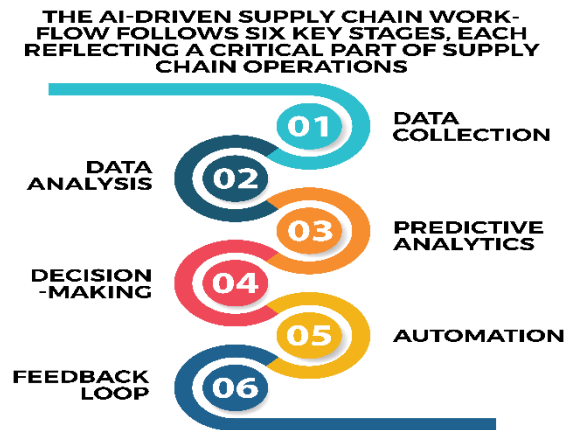 THE AI-DRIVEN SUPPLY CHAIN WORK-
FLOW FOLLOWS SIX KEY STAGES, EACH
REFLECTING A CRITICAL PART OF SUPPLY
CHAIN OPERATIONS
01
DATA
COLLECTION
DATA
ANALYSIS
02
03
PREDICTIVE
ANALYTICS
DECISION
-MAKING
04
05
AUTOMATION
FEEDBACK
LOOP
06